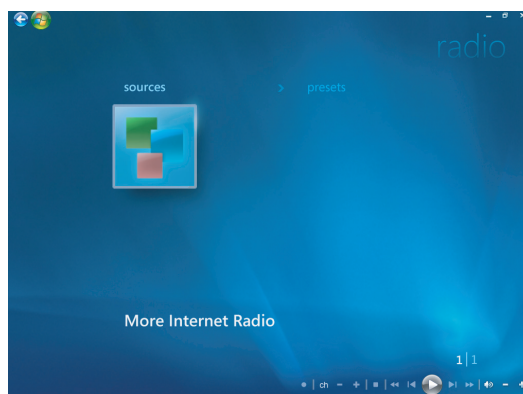 radio
sources > presets
More Internet Radio
1|1
ch - +